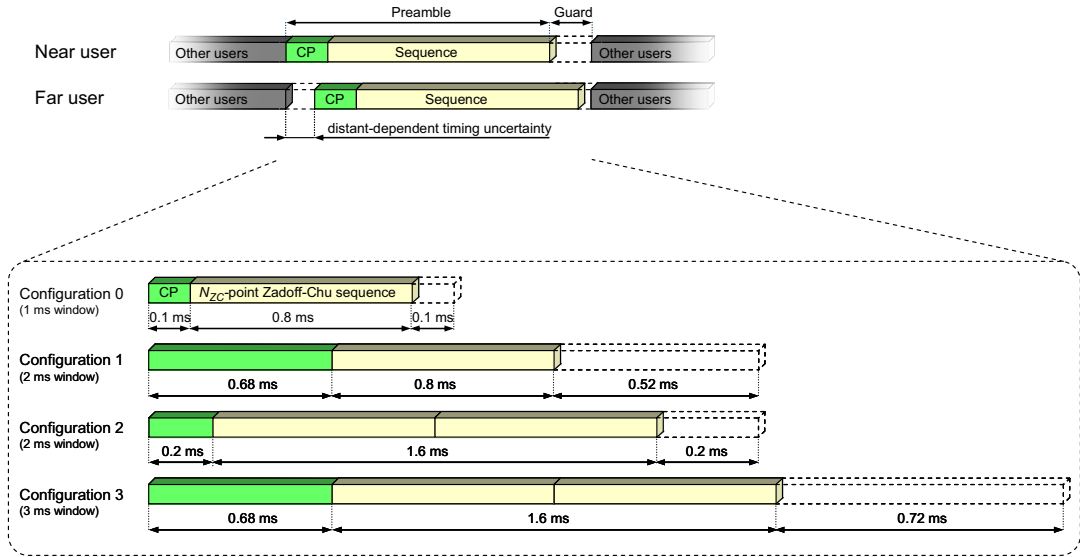 Preamble
Guard
Near user
Other users
CP
Sequence
Other users
Far user
Other users
CP
Sequence
Other users
distant-dependent timing uncertainty
Configuration 0
(1 ms window)
CP
NZC-point Zadoff-Chu sequence
0.1 ms
0.8 ms
0.1 ms
Configuration 1
(2 ms window)
0.68 ms
0.8 ms
0.52 ms
Configuration 2
(2 ms window)
0.2 ms
1.6 ms
0.2 ms
Configuration 3
(3 ms window)
0.68 ms
1.6 ms
0.72 ms